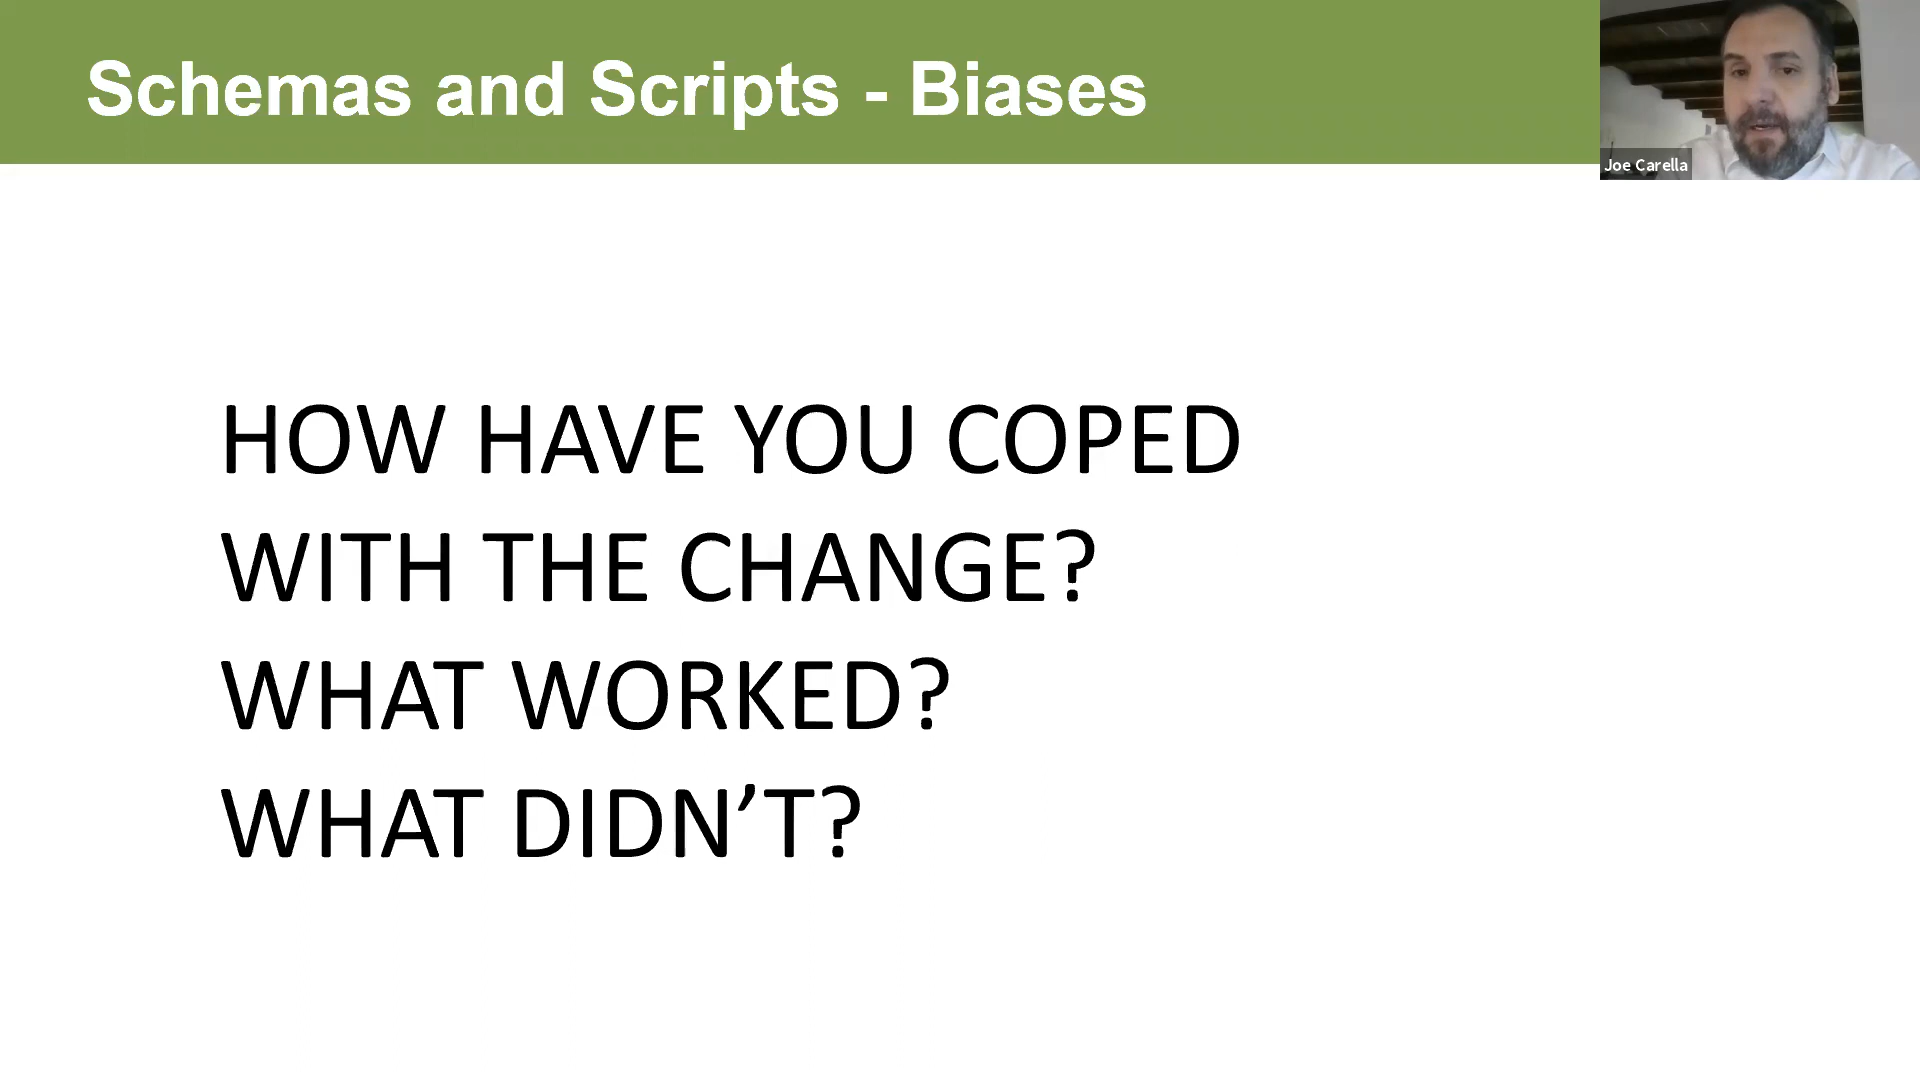 Schemas and Scripts - Biases
Joe Carella
HOW HAVE YOU COPED
WITH THE CHANGE?
WHAT WORKED?
WHAT DIDN’T?